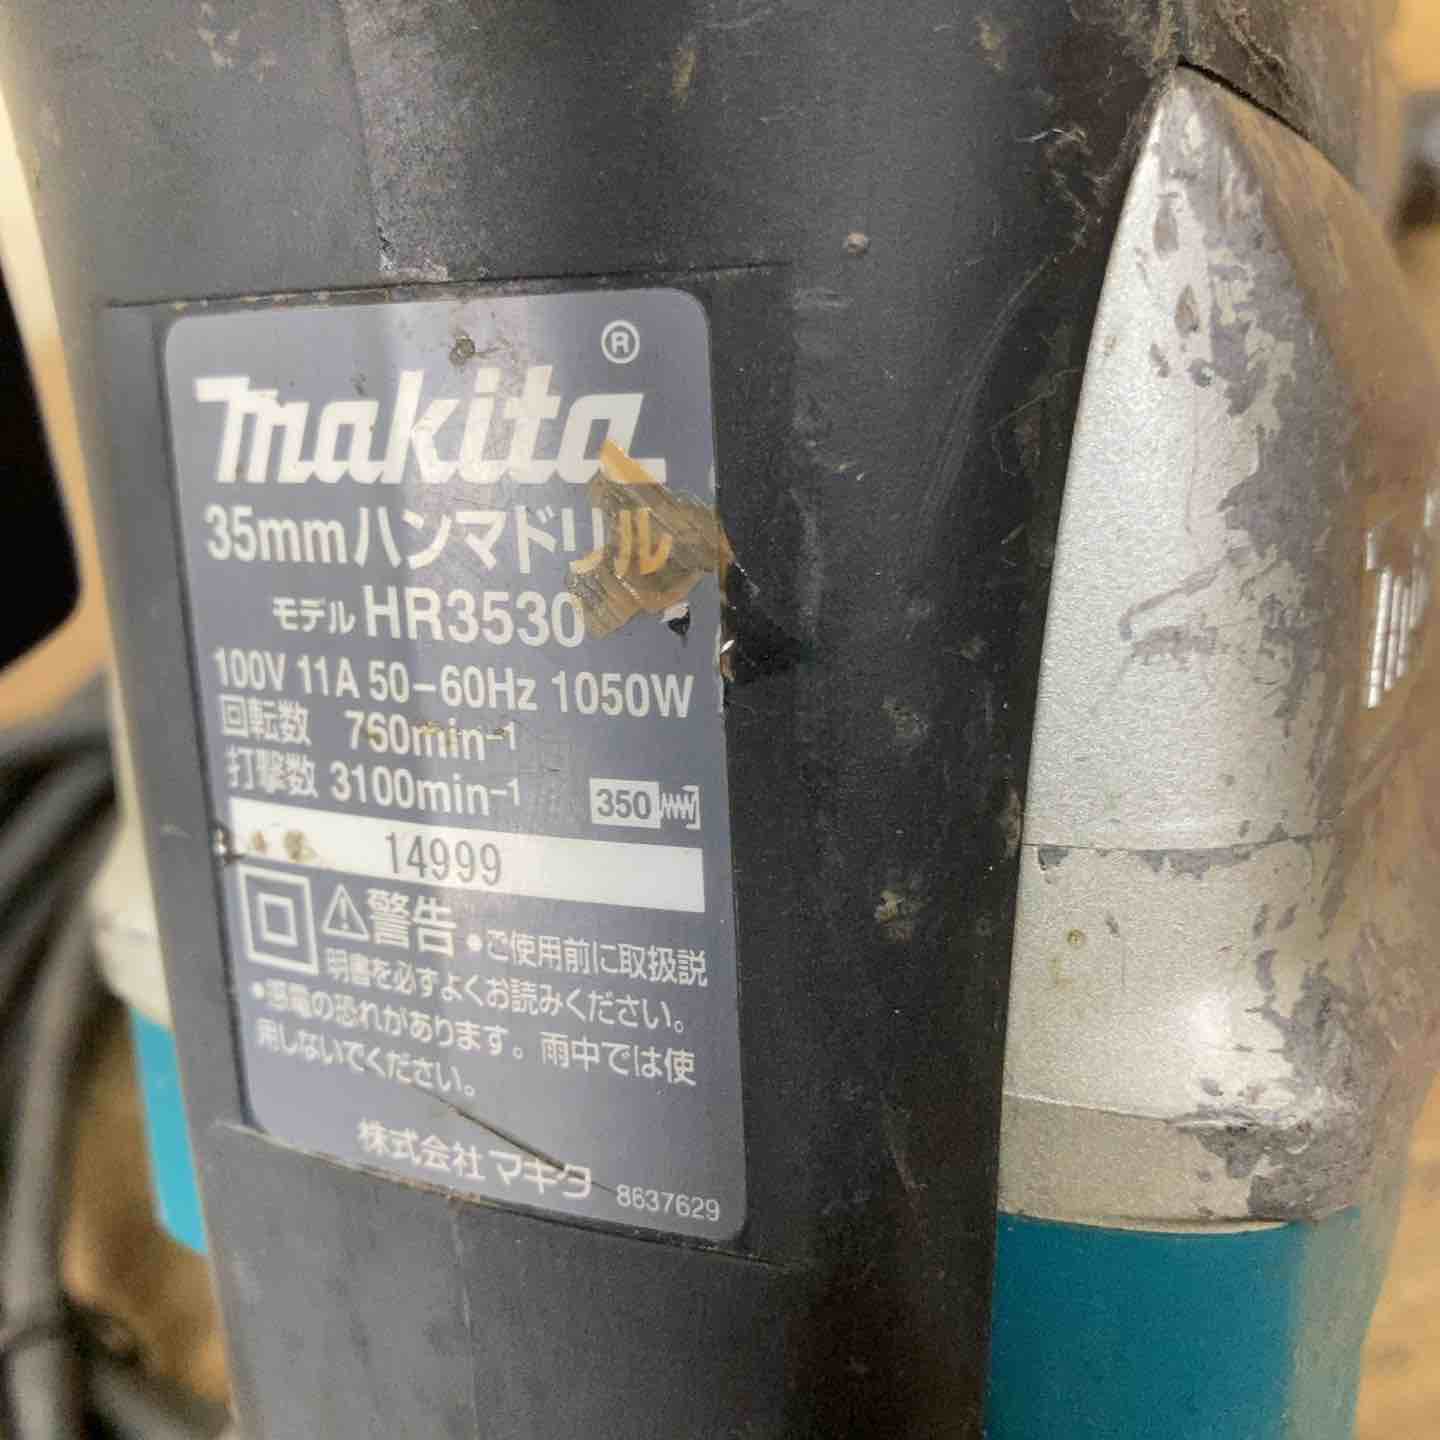 makita®
35mmハンマドリル
モデル HR3530
100V 11A 50-60Hz 1050W
回転数 760min⁻¹
打撃数 3100min⁻¹
350
14999
警告 •ご使用前に取扱説
明書を必ずよくお読みください。
•感電の恐れがあります。雨中では使
用しないでください。
株式会社マキタ
8637629